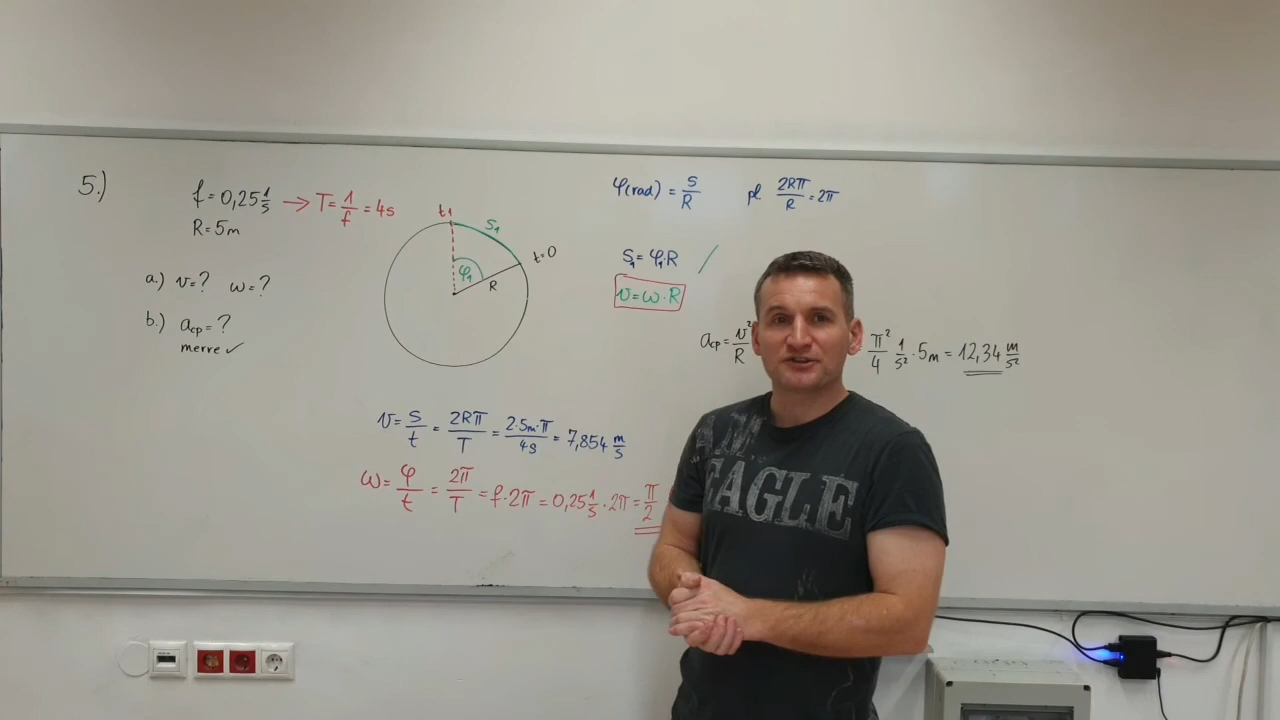 5.)
f = 0,25 1/s → T = 1/f = 4s
R = 5m
a.) v = ? ω = ?
b.) acp = ?
merre ✓
t1
S1
t=0
φ1
R
φ(rad) = S/R pl. 2Rπ/R = 2π
S1 = φ1·R
v = ω·R
acp = v²/R
π²/4 1/s² · 5m = 12,34 m/s²
v = s/t = 2Rπ/T = 2·5m·π/4s = 7,854 m/s
ω = φ/t = 2π/T = f·2π = 0,25 1/s · 2π = π/2
EAGLE